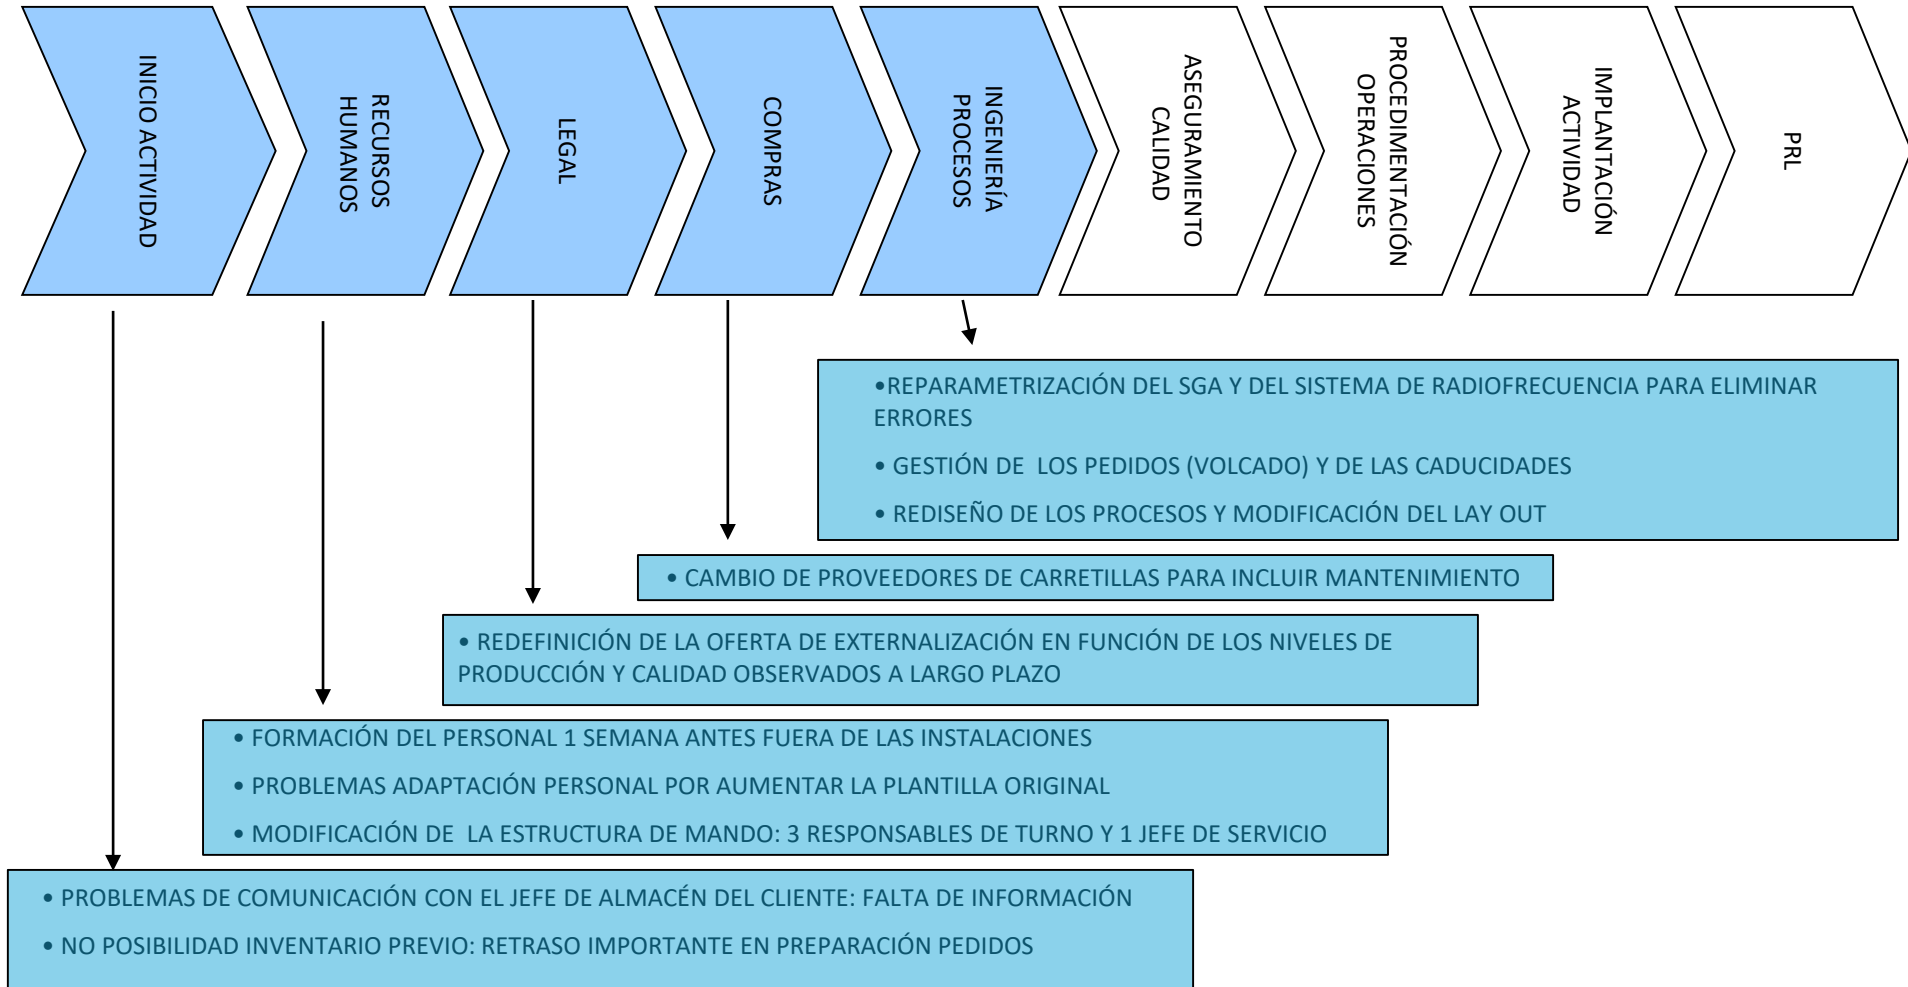 INICIO ACTIVIDAD
RECURSOS
HUMANOS
LEGAL
COMPRAS
INGENIERÍA
PROCESOS
ASEGURAMIENTO
CALIDAD
PROCEDIMENTACIÓN
OPERACIONES
IMPLANTACIÓN
ACTIVIDAD
PRL
•REPARAMETRIZACIÓN DEL SGA Y DEL SISTEMA DE RADIOFRECUENCIA PARA ELIMINAR
ERRORES
• GESTIÓN DE LOS PEDIDOS (VOLCADO) Y DE LAS CADUCIDADES
• REDISEÑO DE LOS PROCESOS Y MODIFICACIÓN DEL LAY OUT
• CAMBIO DE PROVEEDORES DE CARRETILLAS PARA INCLUIR MANTENIMIENTO
• REDEFINICIÓN DE LA OFERTA DE EXTERNALIZACIÓN EN FUNCIÓN DE LOS NIVELES DE
PRODUCCIÓN Y CALIDAD OBSERVADOS A LARGO PLAZO
• FORMACIÓN DEL PERSONAL 1 SEMANA ANTES FUERA DE LAS INSTALACIONES
• PROBLEMAS ADAPTACIÓN PERSONAL POR AUMENTAR LA PLANTILLA ORIGINAL
• MODIFICACIÓN DE LA ESTRUCTURA DE MANDO: 3 RESPONSABLES DE TURNO Y 1 JEFE DE SERVICIO
• PROBLEMAS DE COMUNICACIÓN CON EL JEFE DE ALMACÉN DEL CLIENTE: FALTA DE INFORMACIÓN
• NO POSIBILIDAD INVENTARIO PREVIO: RETRASO IMPORTANTE EN PREPARACIÓN PEDIDOS